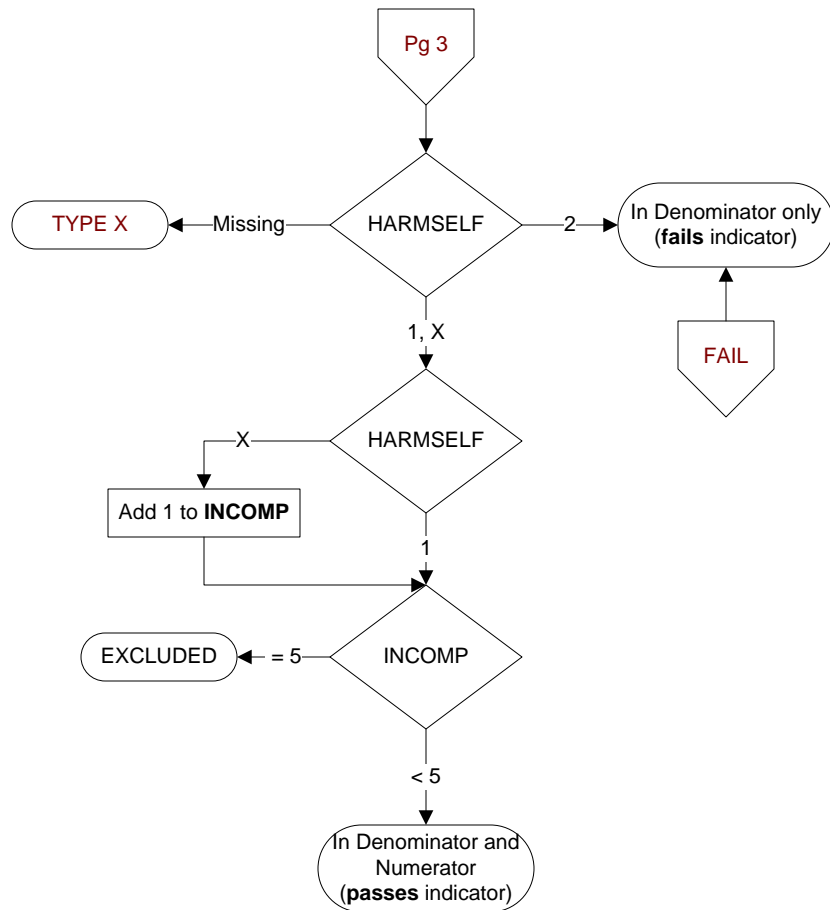 Pg 3
TYPE X
Missing
HARMSELF
2
In Denominator only
(fails indicator)
1, X
FAIL
X
HARMSELF
Add 1 to INCOMP
1
EXCLUDED
= 5
INCOMP
< 5
In Denominator and
Numerator
(passes indicator)